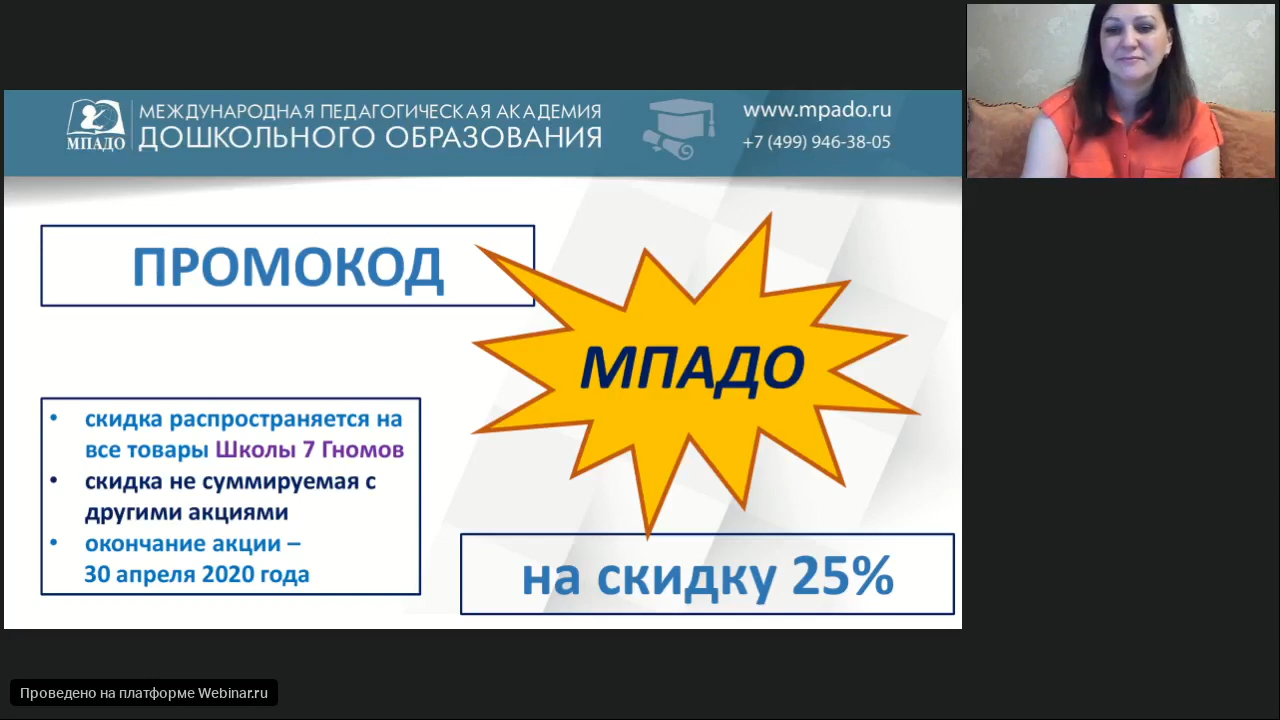 МПАДО
МЕЖДУНАРОДНАЯ ПЕДАГОГИЧЕСКАЯ АКАДЕМИЯ
ДОШКОЛЬНОГО ОБРАЗОВАНИЯ
www.mpado.ru
+7 (499) 946-38-05
ПРОМОКОД
МПАДО
• скидка распространяется на
все товары Школы 7 Гномов
• скидка не суммируемая с
другими акциями
• окончание акции –
30 апреля 2020 года
на скидку 25%
Проведено на платформе Webinar.ru